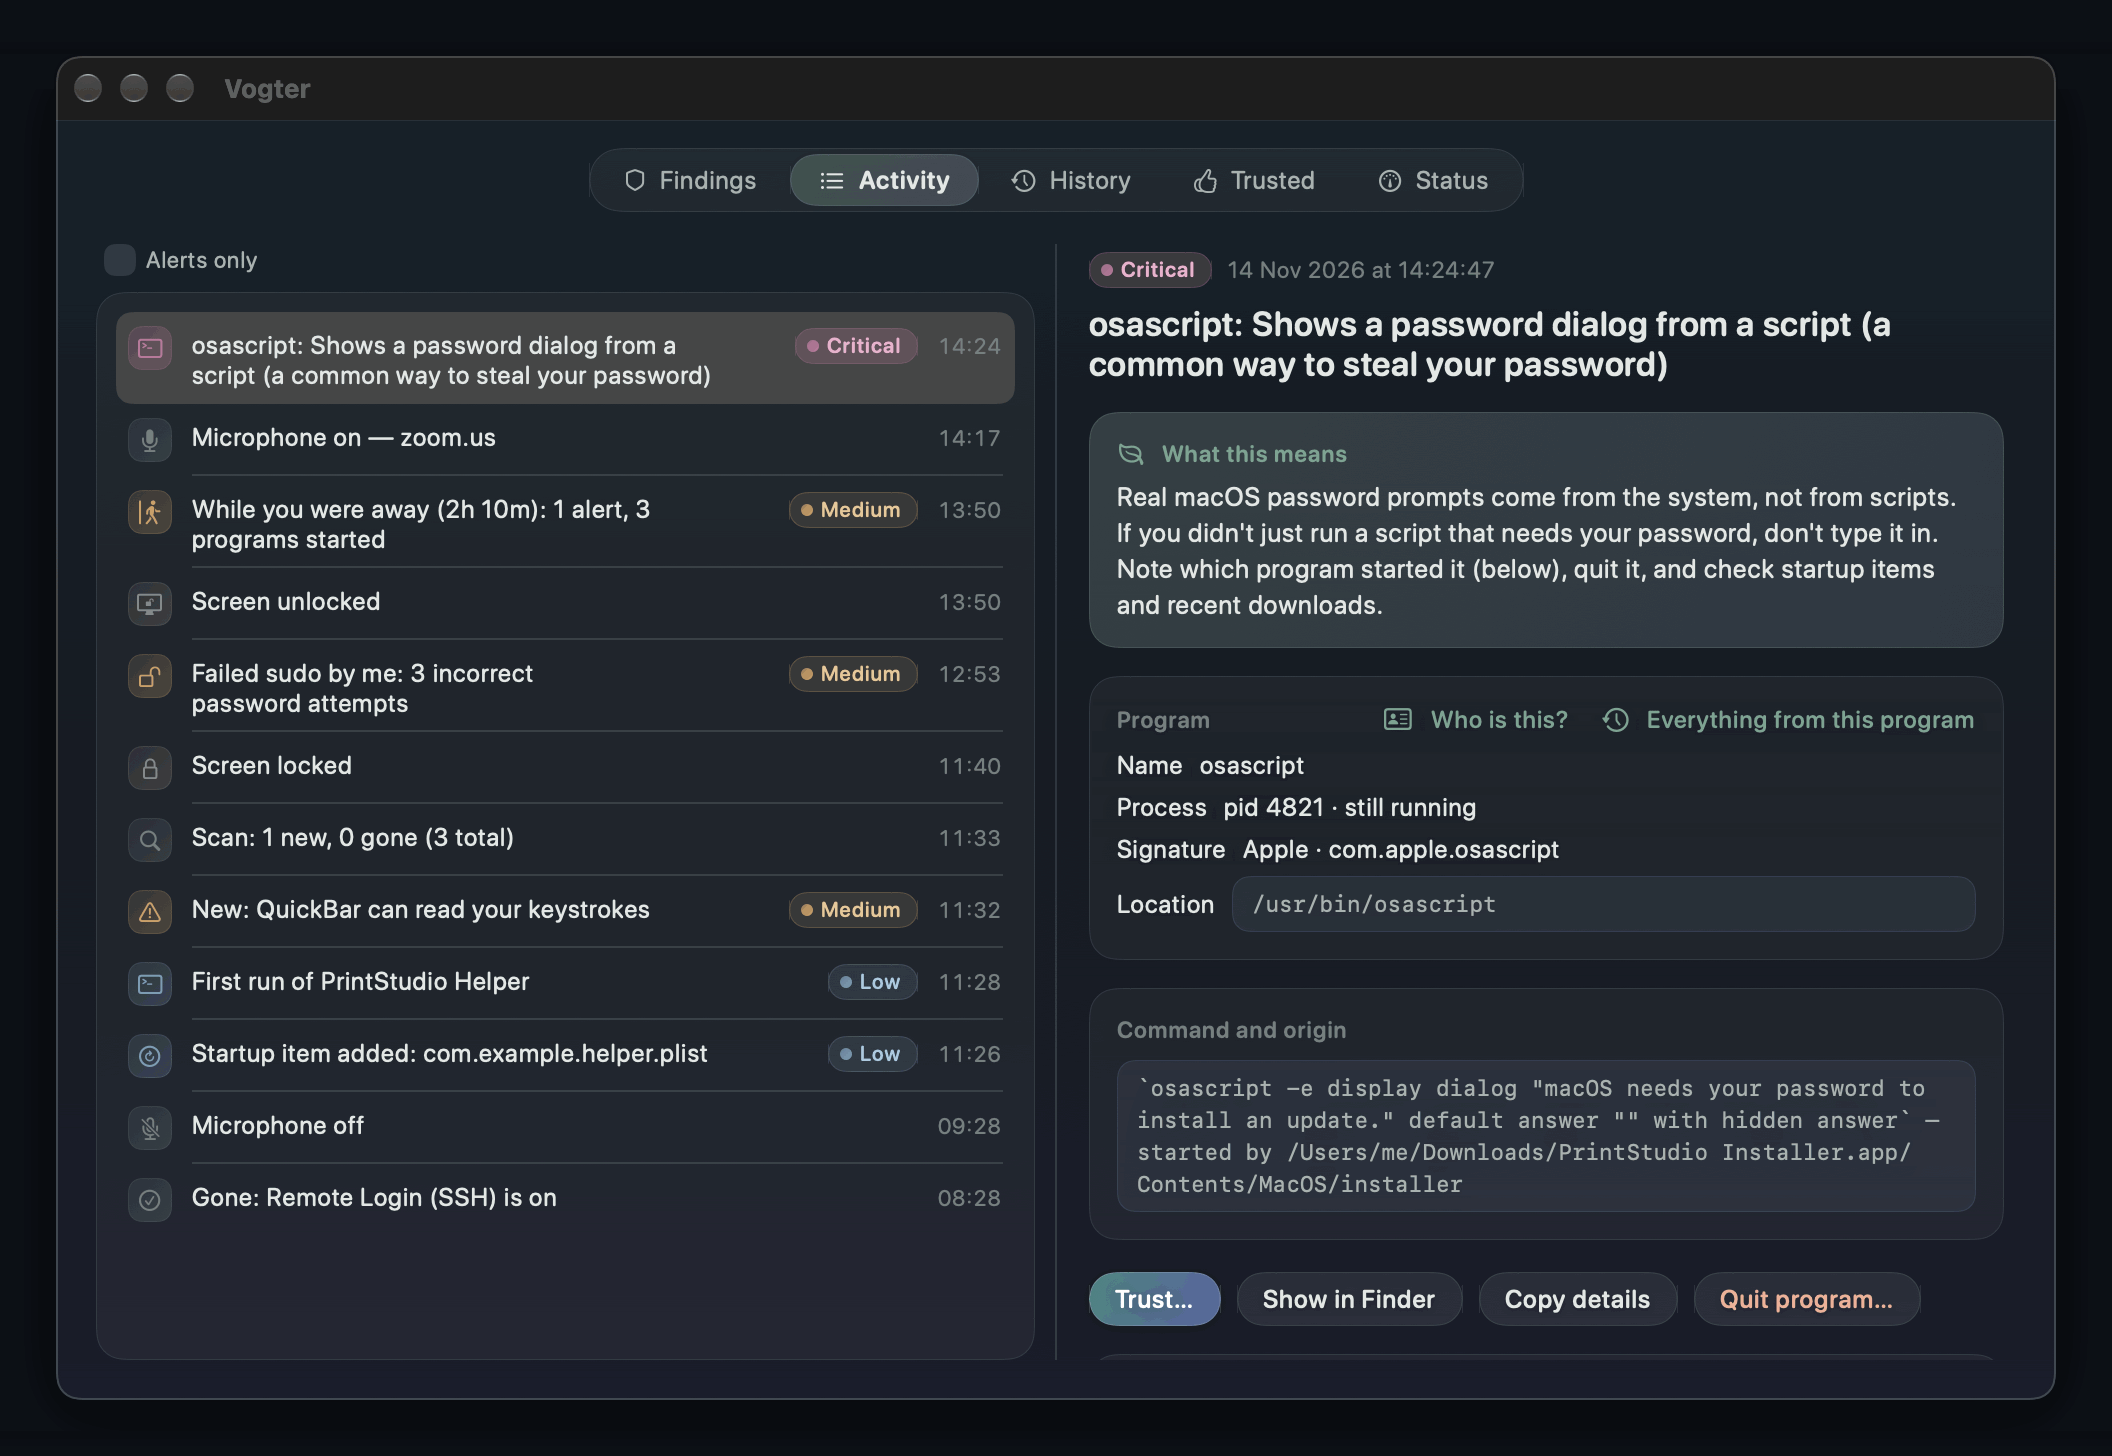 Vogter
Findings
Activity
History
Trusted
Status
Alerts only
osascript: Shows a password dialog from a
script (a common way to steal your password)
Critical
14:24
Microphone on — zoom.us
14:17
While you were away (2h 10m): 1 alert, 3
programs started
Medium
13:50
Screen unlocked
13:50
Failed sudo by me: 3 incorrect
password attempts
Medium
12:53
Screen locked
11:40
Scan: 1 new, 0 gone (3 total)
11:33
New: QuickBar can read your keystrokes
Medium
11:32
First run of PrintStudio Helper
Low
11:28
Startup item added: com.example.helper.plist
Low
11:26
Microphone off
09:28
Gone: Remote Login (SSH) is on
08:28
Critical
14 Nov 2026 at 14:24:47
osascript: Shows a password dialog from a script (a
common way to steal your password)
What this means
Real macOS password prompts come from the system, not from scripts.
If you didn't just run a script that needs your password, don't type it in.
Note which program started it (below), quit it, and check startup items
and recent downloads.
Program
Who is this?
Everything from this program
Name osascript
Process pid 4821 · still running
Signature Apple · com.apple.osascript
Location /usr/bin/osascript
Command and origin
`osascript -e display dialog "macOS needs your password to
install an update." default answer "" with hidden answer` —
started by /Users/me/Downloads/PrintStudio Installer.app/
Contents/MacOS/installer
Trust...
Show in Finder
Copy details
Quit program...